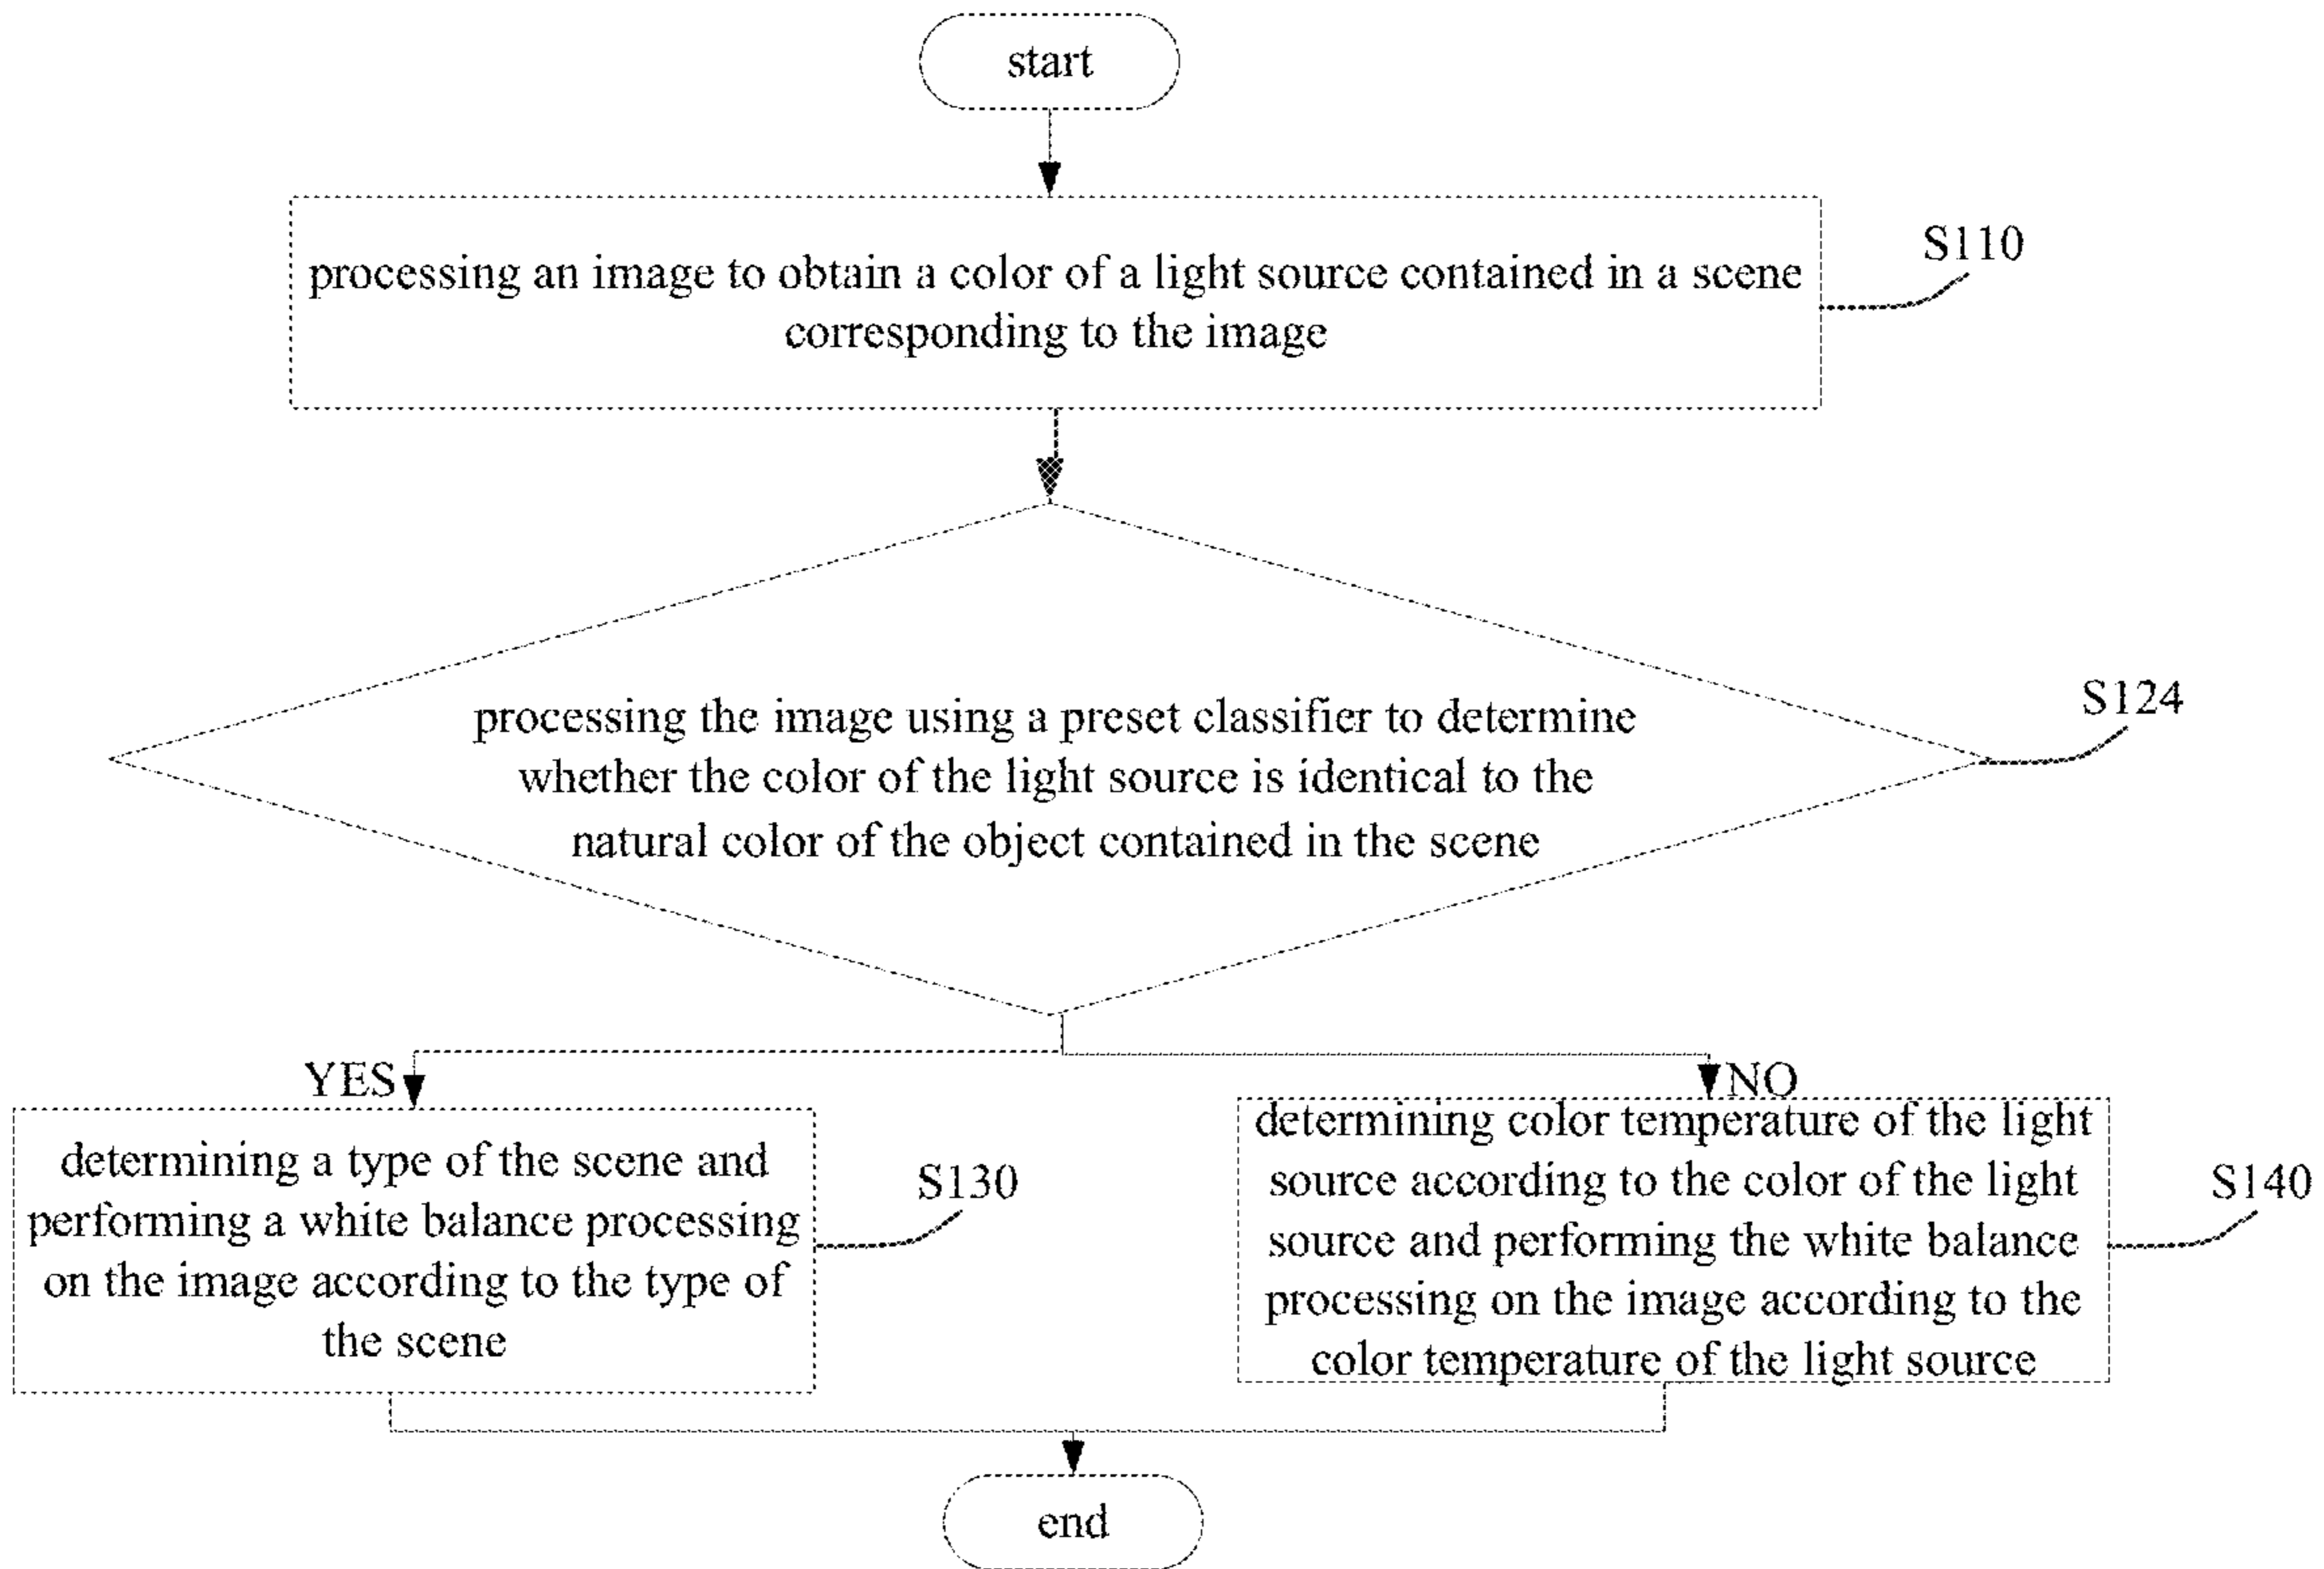 start
processing an image to obtain a color of a light source contained in a scene
corresponding to the image
S110
processing the image using a preset classifier to determine
whether the color of the light source is identical to the
natural color of the object contained in the scene
S124
YES
NO
determining a type of the scene and
performing a white balance processing
on the image according to the type of
the scene
S130
determining color temperature of the light
source according to the color of the light
source and performing the white balance
processing on the image according to the
color temperature of the light source
S140
end